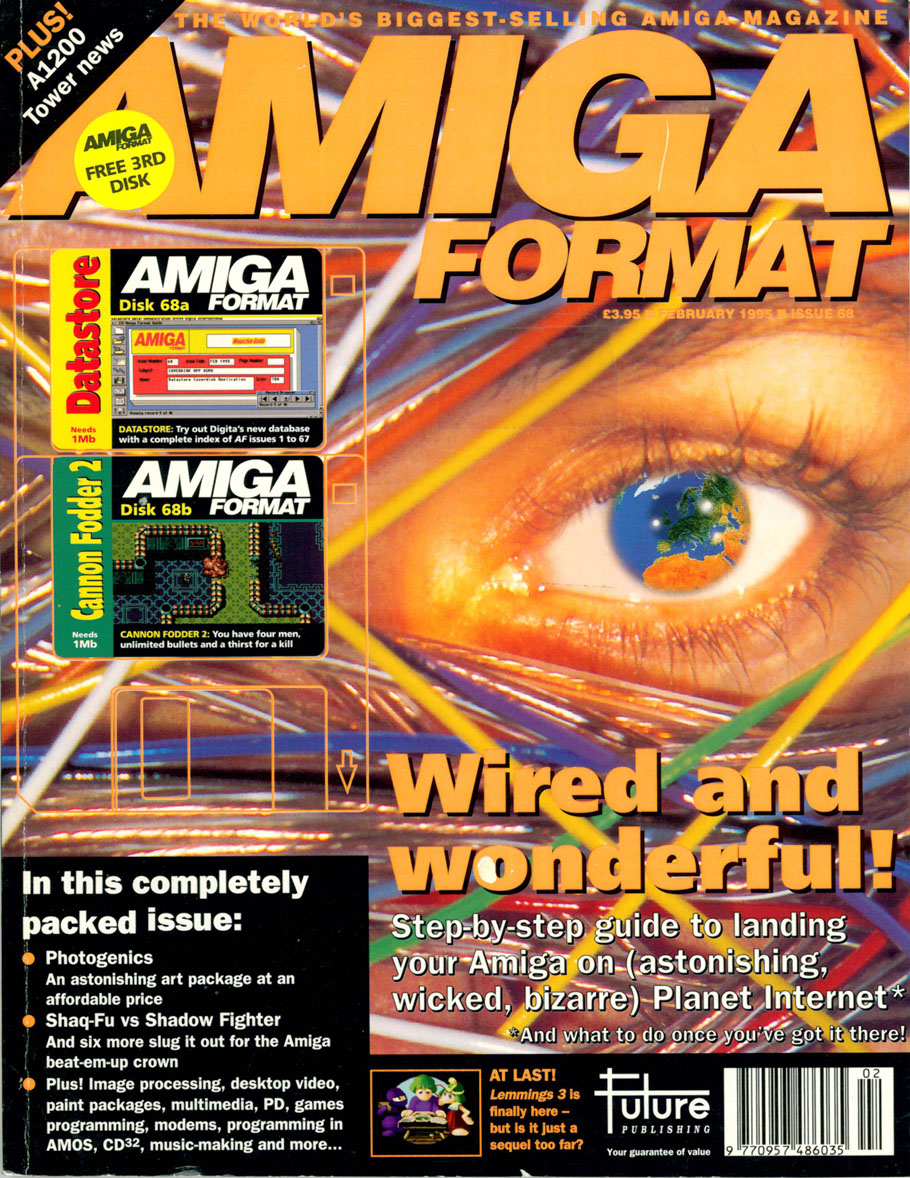 THE WORLD'S BIGGEST-SELLING AMIGA MAGAZINE
PLUS!
A1200
Tower news
AMIGA
FORMAT
£3.95 ■ FEBRUARY 1995 ■ ISSUE 68
AMIGA
FORMAT
FREE 3RD
DISK
Datastore
Needs
1Mb
AMIGA
FORMAT
Disk 68a
AMIGA
FORMAT
Magazine Guide
DATASTORE: Try out Digita's new database
with a complete index of AF issues 1 to 67
Cannon Fodder 2
Needs
1Mb
AMIGA
FORMAT
Disk 68b
CANNON FODDER 2: You have four men,
unlimited bullets and a thirst for a kill
Wired and
wonderful!
Step-by-step guide to landing
your Amiga on (astonishing,
wicked, bizarre) Planet Internet*
*And what to do once you've got it there!
In this completely
packed issue:
Photogenics
An astonishing art package at an
affordable price
Shaq-Fu vs Shadow Fighter
And six more slug it out for the Amiga
beat-em-up crown
Plus! Image processing, desktop video,
paint packages, multimedia, PD, games
programming, modems, programming in
AMOS, CD32, music-making and more...
AT LAST!
Lemmings 3 is
finally here –
but is it just a
sequel too far?
Future
PUBLISHING
Your guarantee of value
02
9 770957 486035